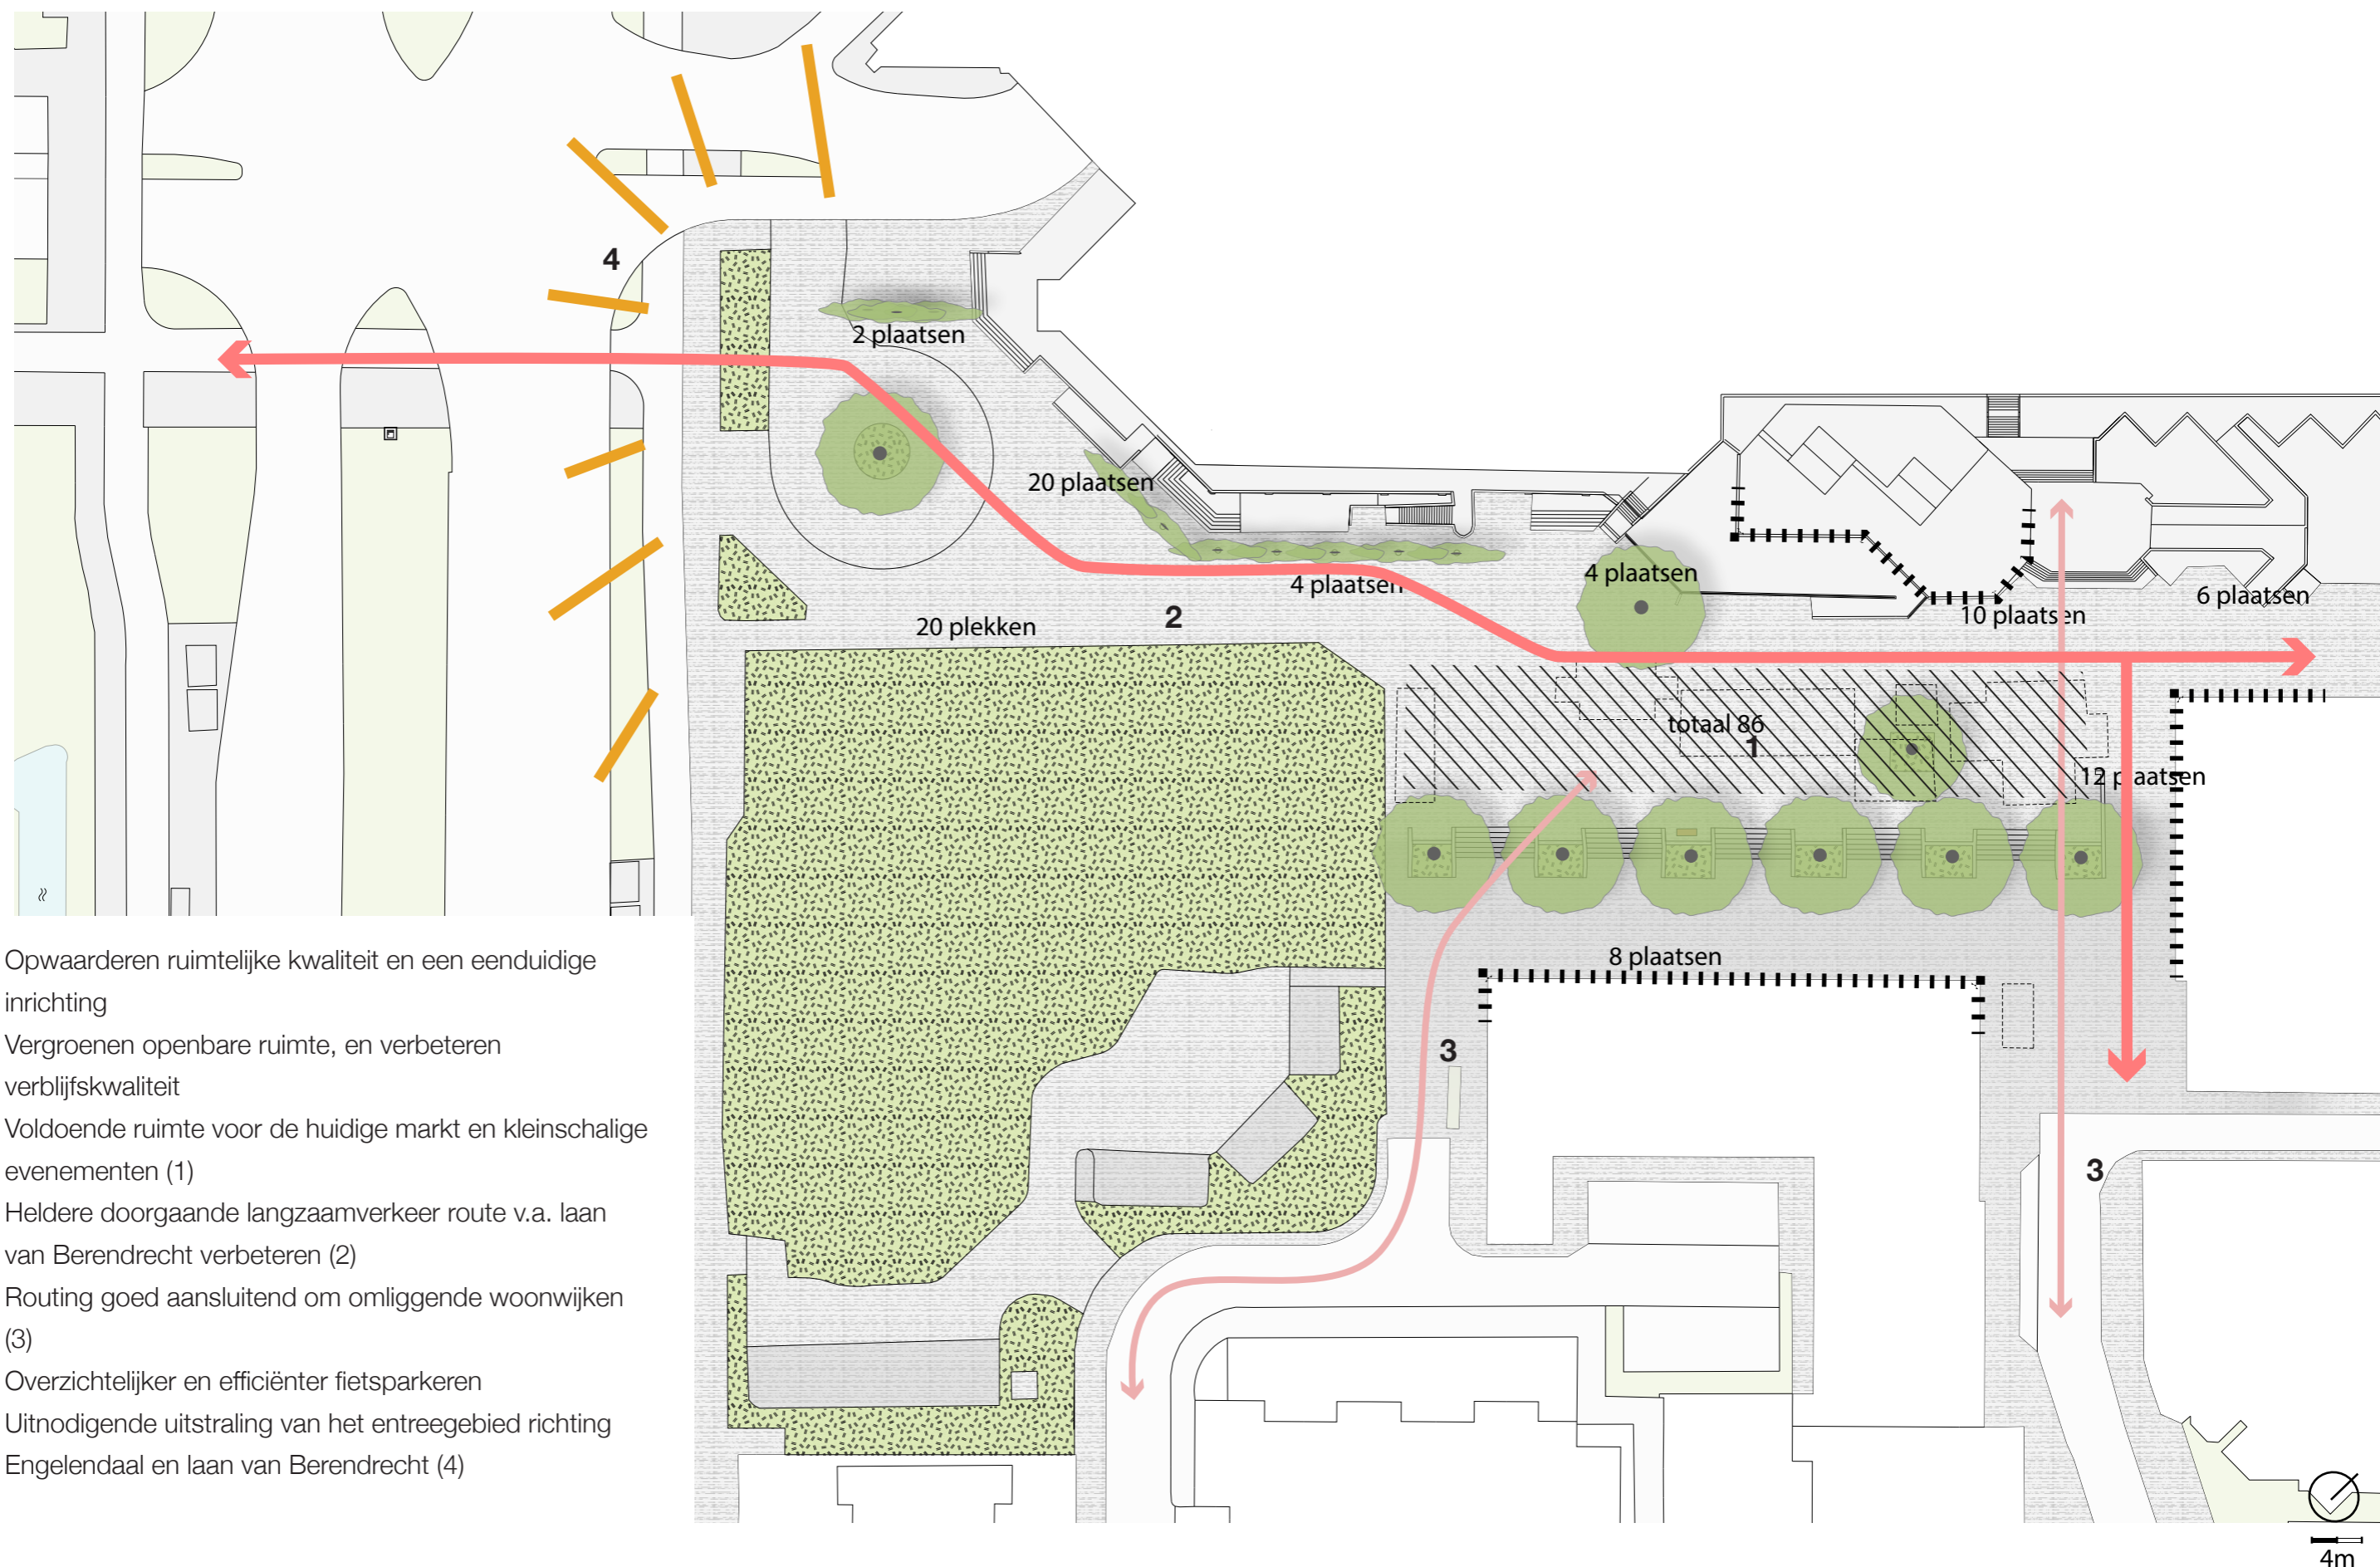 4
2 plaatsen
20 plaatsen
4 plaatsen
4 plaatsen
10 plaatsen
6 plaatsen
2
20 plekken
totaal 86
1
12 plaatsen
8 plaatsen
3
3
Opwaarderen ruimtelijke kwaliteit en een eenduidige
inrichting
Vergroenen openbare ruimte, en verbeteren
verblijfskwaliteit
Voldoende ruimte voor de huidige markt en kleinschalige
evenementen (1)
Heldere doorgaande langzaamverkeer route v.a. laan
van Berendrecht verbeteren (2)
Routing goed aansluitend om omliggende woonwijken
(3)
Overzichtelijker en efficiënter fietsparkeren
Uitnodigende uitstraling van het entreegebied richting
Engelendaal en laan van Berendrecht (4)
4m